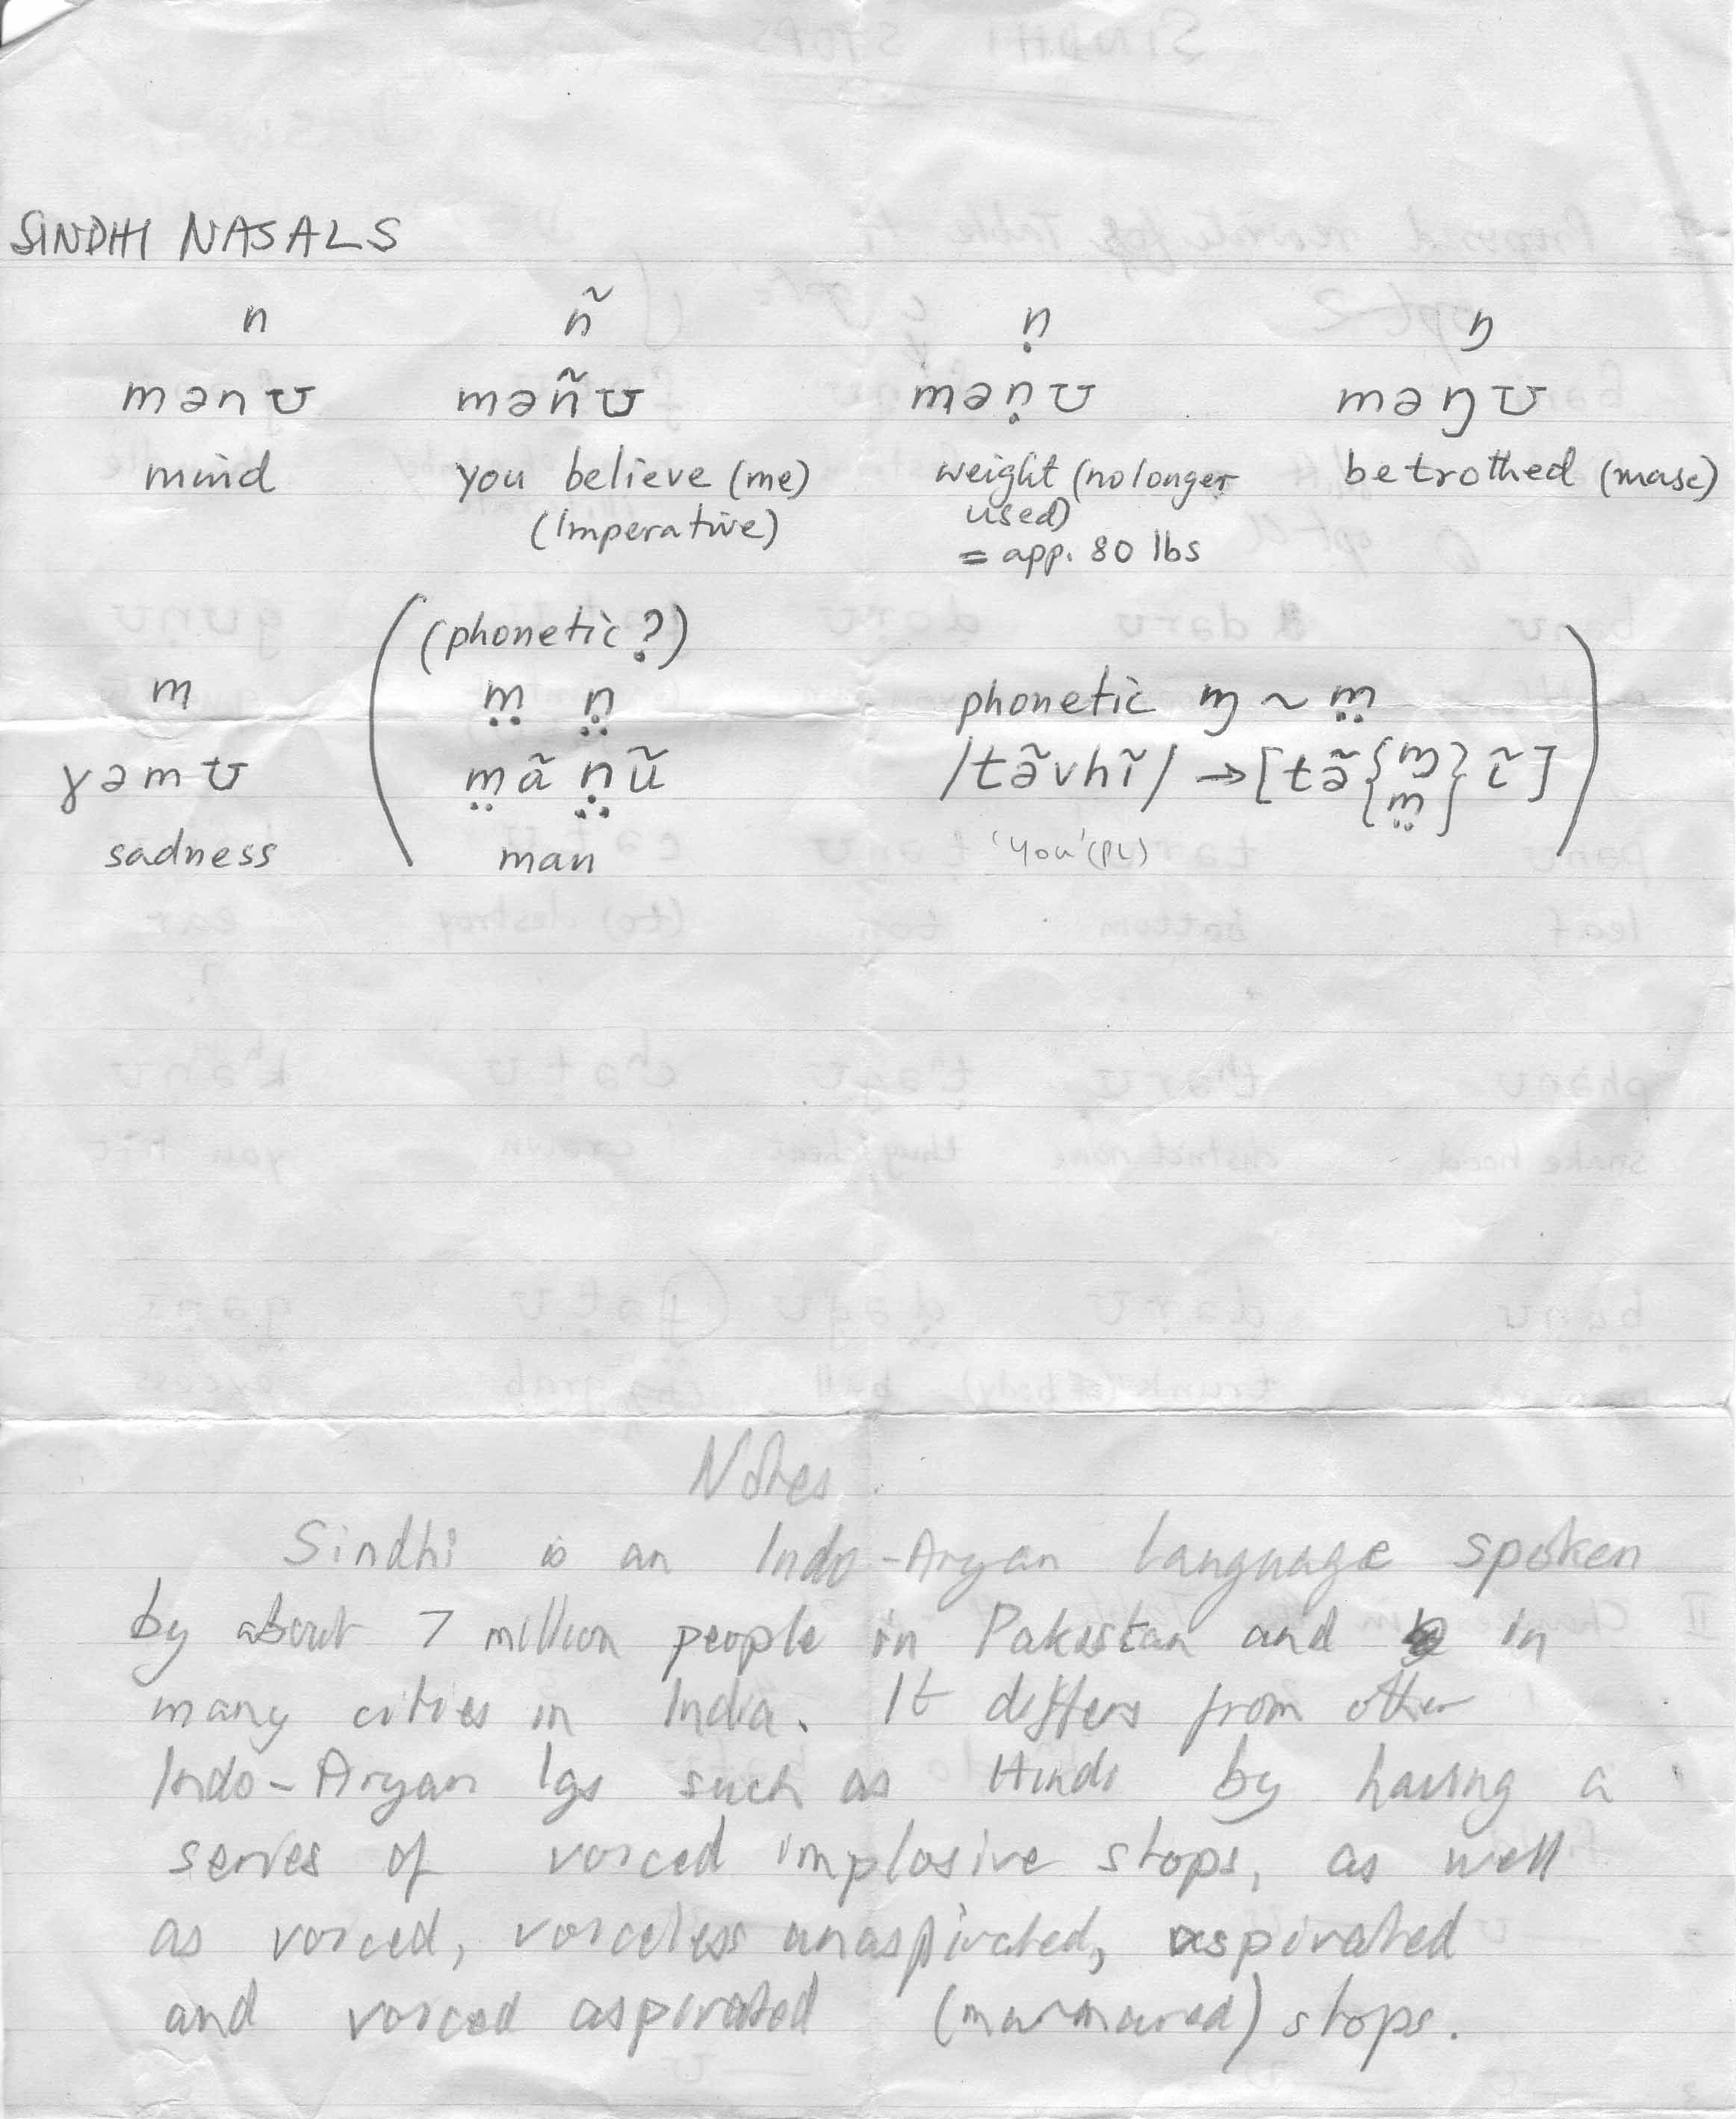 SINDHI NASALS
n ñ ṇ ŋ
mənʊ məñʊ məṇʊ məŋʊ
mind you believe (me) weight (no longer betrothed (masc)
(Imperative) used)
= app. 80 lbs
(phonetic?)
m m̤ n̤ phonetic ɱ ~ m̤
ɣəmʊ m̤ã ṇ̤ũ /tə̃vhĩ/ → [tə̃{ɱ / m̤}ĩ]
sadness man 'you' (pl)
Notes
Sindhi is an Indo-Aryan language spoken
by about 7 million people in Pakistan and in
many cities in India. It differs from other
Indo-Aryan lgs such as Hindi by having a
series of voiced implosive stops, as well
as voiced, voiceless unaspirated, aspirated
and voiced aspirated (murmured) stops.